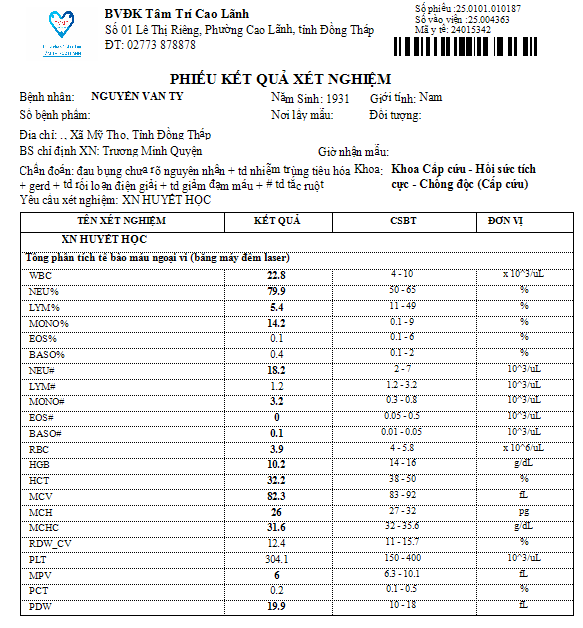 BVĐK Tâm Trí Cao Lãnh
Số 01 Lê Thị Riêng, Phường Cao Lãnh, tỉnh Đồng Tháp
ĐT: 02773 878878
Số phiếu :25.0101.010187
Số vào viện :25.004363
Mã y tế: 24015342
PHIẾU KẾT QUẢ XÉT NGHIỆM
Bệnh nhân: NGUYỄN VAN TY Năm Sinh: 1931 Giới tính: Nam
Số bệnh phẩm: Nơi lấy mẫu: Đối tượng:
Địa chỉ: ., Xã Mỹ Tho, Tỉnh Đồng Tháp
BS chỉ định XN: Trương Minh Quyện Giờ nhận mẫu:
Chẩn đoán: đau bụng chưa rõ nguyên nhân + td nhiễm trùng tiêu hóa Khoa: Khoa Cấp cứu - Hồi sức tích
+ gerd + td rối loạn điện giải + td giảm đạm máu + # td tắc ruột cực - Chống độc (Cấp cứu)
Yêu cầu xét nghiệm: XN HUYẾT HỌC
TÊN XÉT NGHIỆM KẾT QUẢ CSBT ĐƠN VỊ
XN HUYẾT HỌC
Tổng phân tích tế bào máu ngoại vi (bằng máy đếm laser)
WBC 22.8 4 - 10 x 10^3/uL
NEU% 79.9 50 - 65 %
LYM% 5.4 11 - 49 %
MONO% 14.2 0.1 - 9 %
EOS% 0.1 0.1 - 6 %
BASO% 0.4 0.1 - 2 %
NEU# 18.2 2 - 7 10^3/uL
LYM# 1.2 1.2 - 3.2 10^3/uL
MONO# 3.2 0.3 - 0.8 10^3/uL
EOS# 0 0.05 - 0.5 10^3/uL
BASO# 0.1 0.01 - 0.05 10^3/uL
RBC 3.9 4 - 5.8 x 10^6/uL
HGB 10.2 14 - 16 g/dL
HCT 32.2 38 - 50 %
MCV 82.3 83 - 92 fL
MCH 26 27 - 32 pg
MCHC 31.6 32 - 35.6 g/dL
RDW_CV 12.4 11 - 15.7 %
PLT 304.1 150 - 400 10^3/uL
MPV 6 6.3 - 10.1 fL
PCT 0.2 0.1 - 0.5 %
PDW 19.9 10 - 18 fL